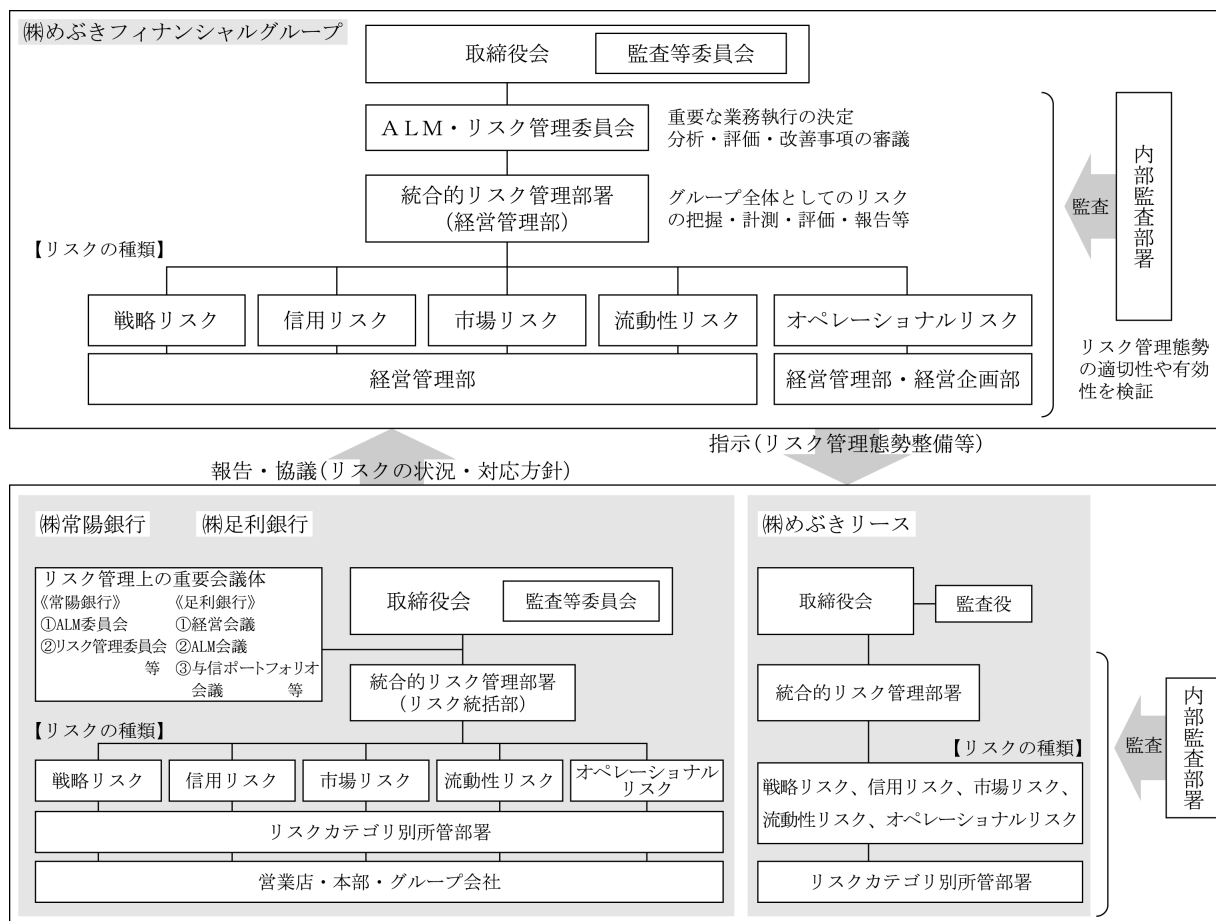 ㈱めぶきフィナンシャルグループ
取締役会
監査等委員会
ＡＬＭ・リスク管理委員会
重要な業務執行の決定
分析・評価・改善事項の審議
統合的リスク管理部署
(経営管理部)
グループ全体としてのリスク
の把握・計測・評価・報告等
【リスクの種類】
戦略リスク
信用リスク
市場リスク
流動性リスク
オペレーショナルリスク
経営管理部
経営管理部・経営企画部
監査
内部監査部署
リスク管理態勢
の適切性や有効
性を検証
報告・協議(リスクの状況・対応方針)
指示(リスク管理態勢整備等)
㈱常陽銀行
㈱足利銀行
リスク管理上の重要会議体
《常陽銀行》
①ALM委員会
②リスク管理委員会
等
《足利銀行》
①経営会議
②ALM会議
③与信ポートフォリオ
会議 等
取締役会
監査等委員会
統合的リスク管理部署
(リスク統括部)
【リスクの種類】
戦略リスク
信用リスク
市場リスク
流動性リスク
オペレーショナル
リスク
リスクカテゴリ別所管部署
営業店・本部・グループ会社
㈱めぶきリース
取締役会
監査役
統合的リスク管理部署
【リスクの種類】
戦略リスク、信用リスク、市場リスク、
流動性リスク、オペレーショナルリスク
リスクカテゴリ別所管部署
監査
内部監査部署